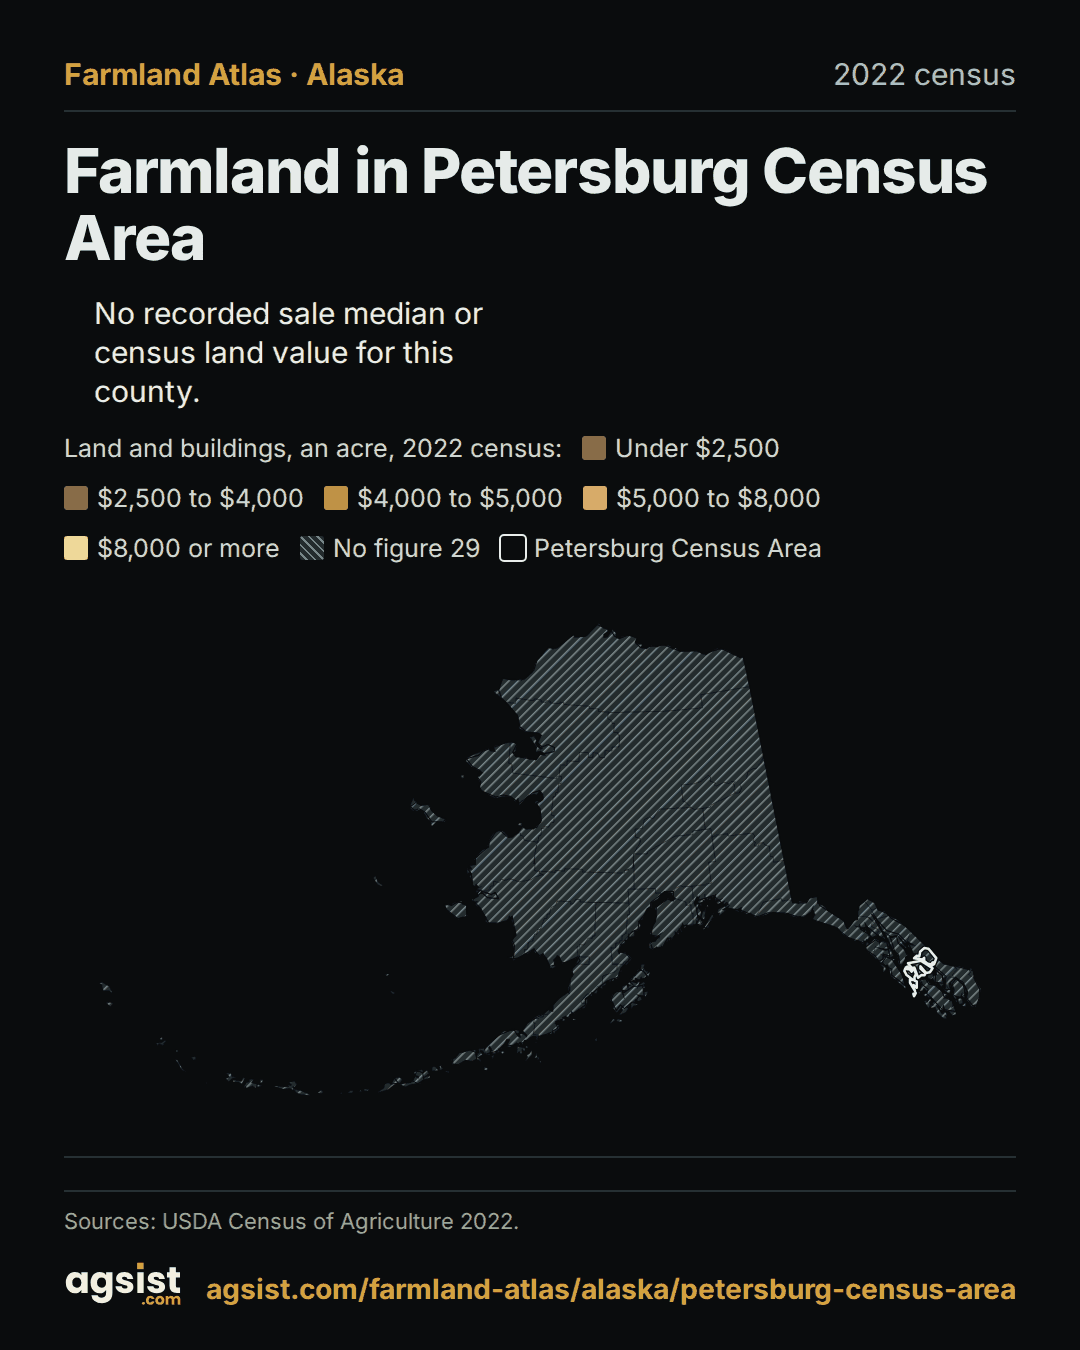 Farmland Atlas · Alaska
2022 census
Farmland in Petersburg Census
Area
No recorded sale median or
census land value for this
county.
Land and buildings, an acre, 2022 census: Under $2,500
$2,500 to $4,000 $4,000 to $5,000 $5,000 to $8,000
$8,000 or more No figure 29 Petersburg Census Area
Sources: USDA Census of Agriculture 2022.
agsist
.com
agsist.com/farmland-atlas/alaska/petersburg-census-area